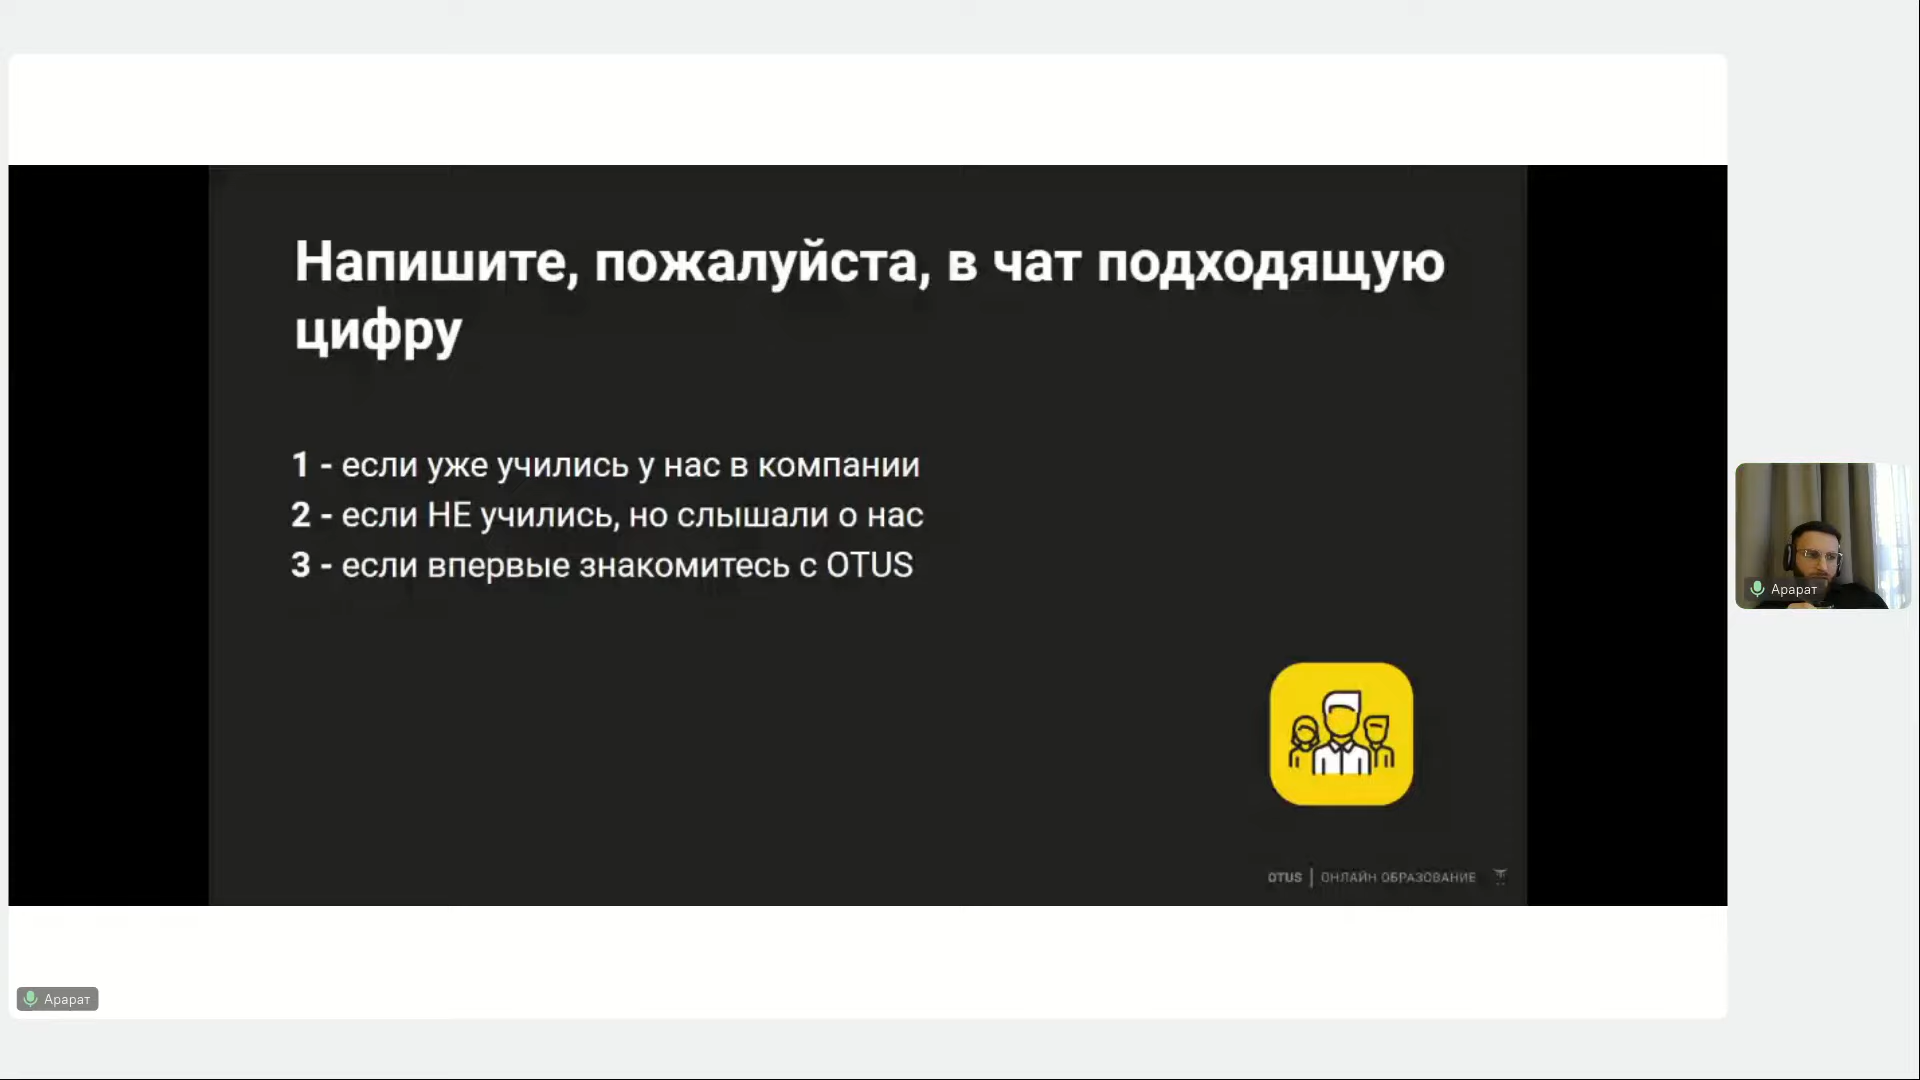 Напишите, пожалуйста, в чат подходящую
цифру
1 - если уже учились у нас в компании
2 - если НЕ учились, но слышали о нас
3 - если впервые знакомитесь с OTUS
OTUS | ОНЛАЙН ОБРАЗОВАНИЕ
Арарат
Арарат